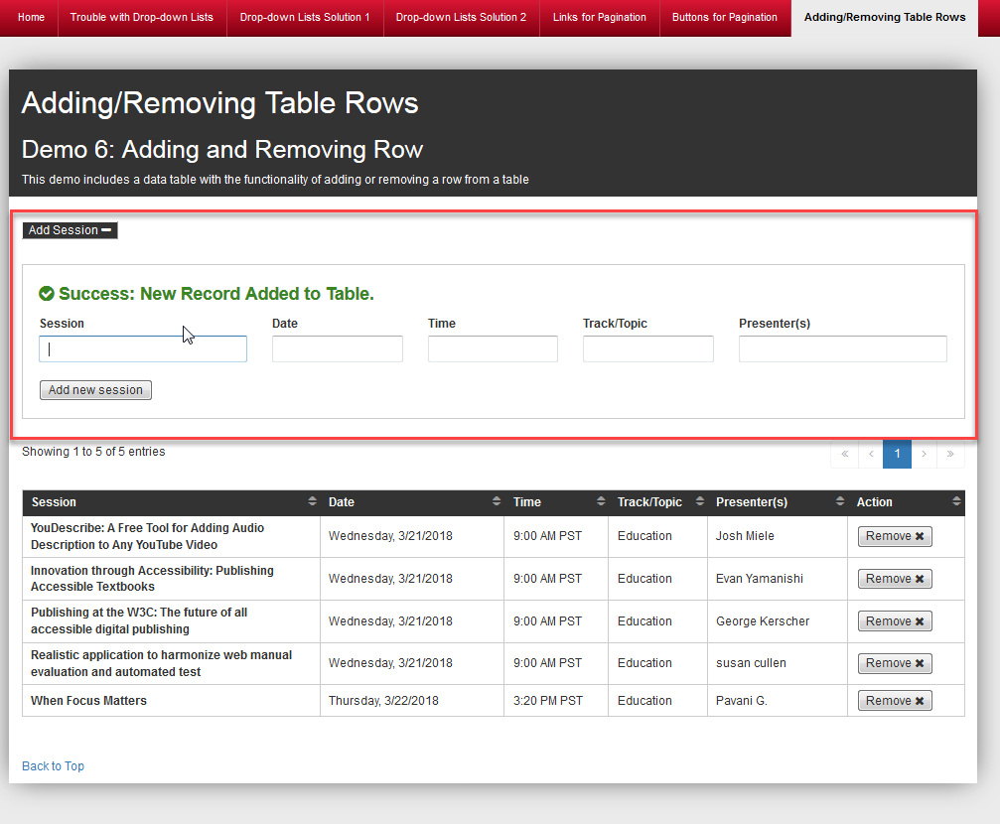 Home Trouble with Drop-down Lists Drop-down Lists Solution 1 Drop-down Lists Solution 2 Links for Pagination Buttons for Pagination Adding/Removing Table Rows
Adding/Removing Table Rows
Demo 6: Adding and Removing Row
This demo includes a data table with the functionality of adding or removing a row from a table
Add Session
Success: New Record Added to Table.
Session Date Time Track/Topic Presenter(s)
Add new session
Showing 1 to 5 of 5 entries « ‹ 1 › »
Session Date Time Track/Topic Presenter(s) Action
YouDescribe: A Free Tool for Adding Audio
Description to Any YouTube Video
Wednesday, 3/21/2018 9:00 AM PST Education Josh Miele Remove
Innovation through Accessibility: Publishing
Accessible Textbooks
Wednesday, 3/21/2018 9:00 AM PST Education Evan Yamanishi Remove
Publishing at the W3C: The future of all
accessible digital publishing
Wednesday, 3/21/2018 9:00 AM PST Education George Kerscher Remove
Realistic application to harmonize web manual
evaluation and automated test
Wednesday, 3/21/2018 9:00 AM PST Education susan cullen Remove
When Focus Matters Thursday, 3/22/2018 3:20 PM PST Education Pavani G. Remove
Back to Top